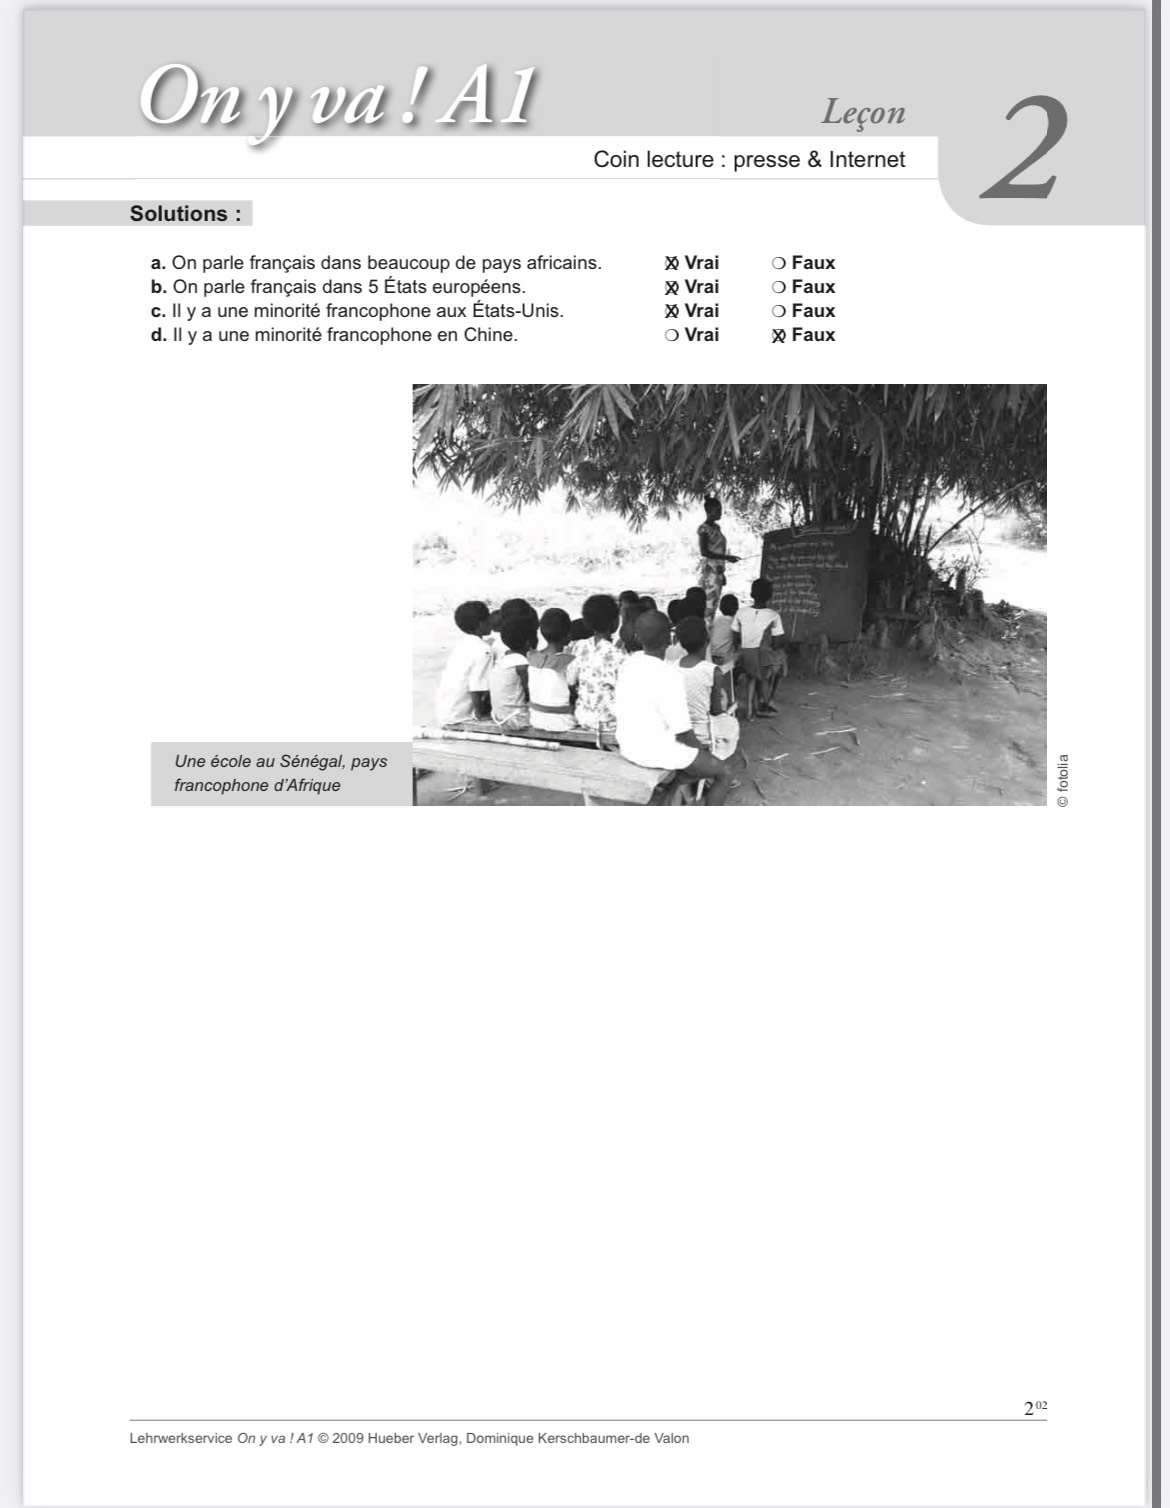 On y va ! A1
Leçon
2
Coin lecture : presse & Internet
Solutions :
a. On parle français dans beaucoup de pays africains. Vrai Faux
b. On parle français dans 5 États européens. Vrai Faux
c. Il y a une minorité francophone aux États-Unis. Vrai Faux
d. Il y a une minorité francophone en Chine. Vrai Faux
Une école au Sénégal, pays
francophone d'Afrique
© fotolia
2 02
Lehrwerkservice On y va ! A1 © 2009 Hueber Verlag, Dominique Kerschbaumer-de Valon